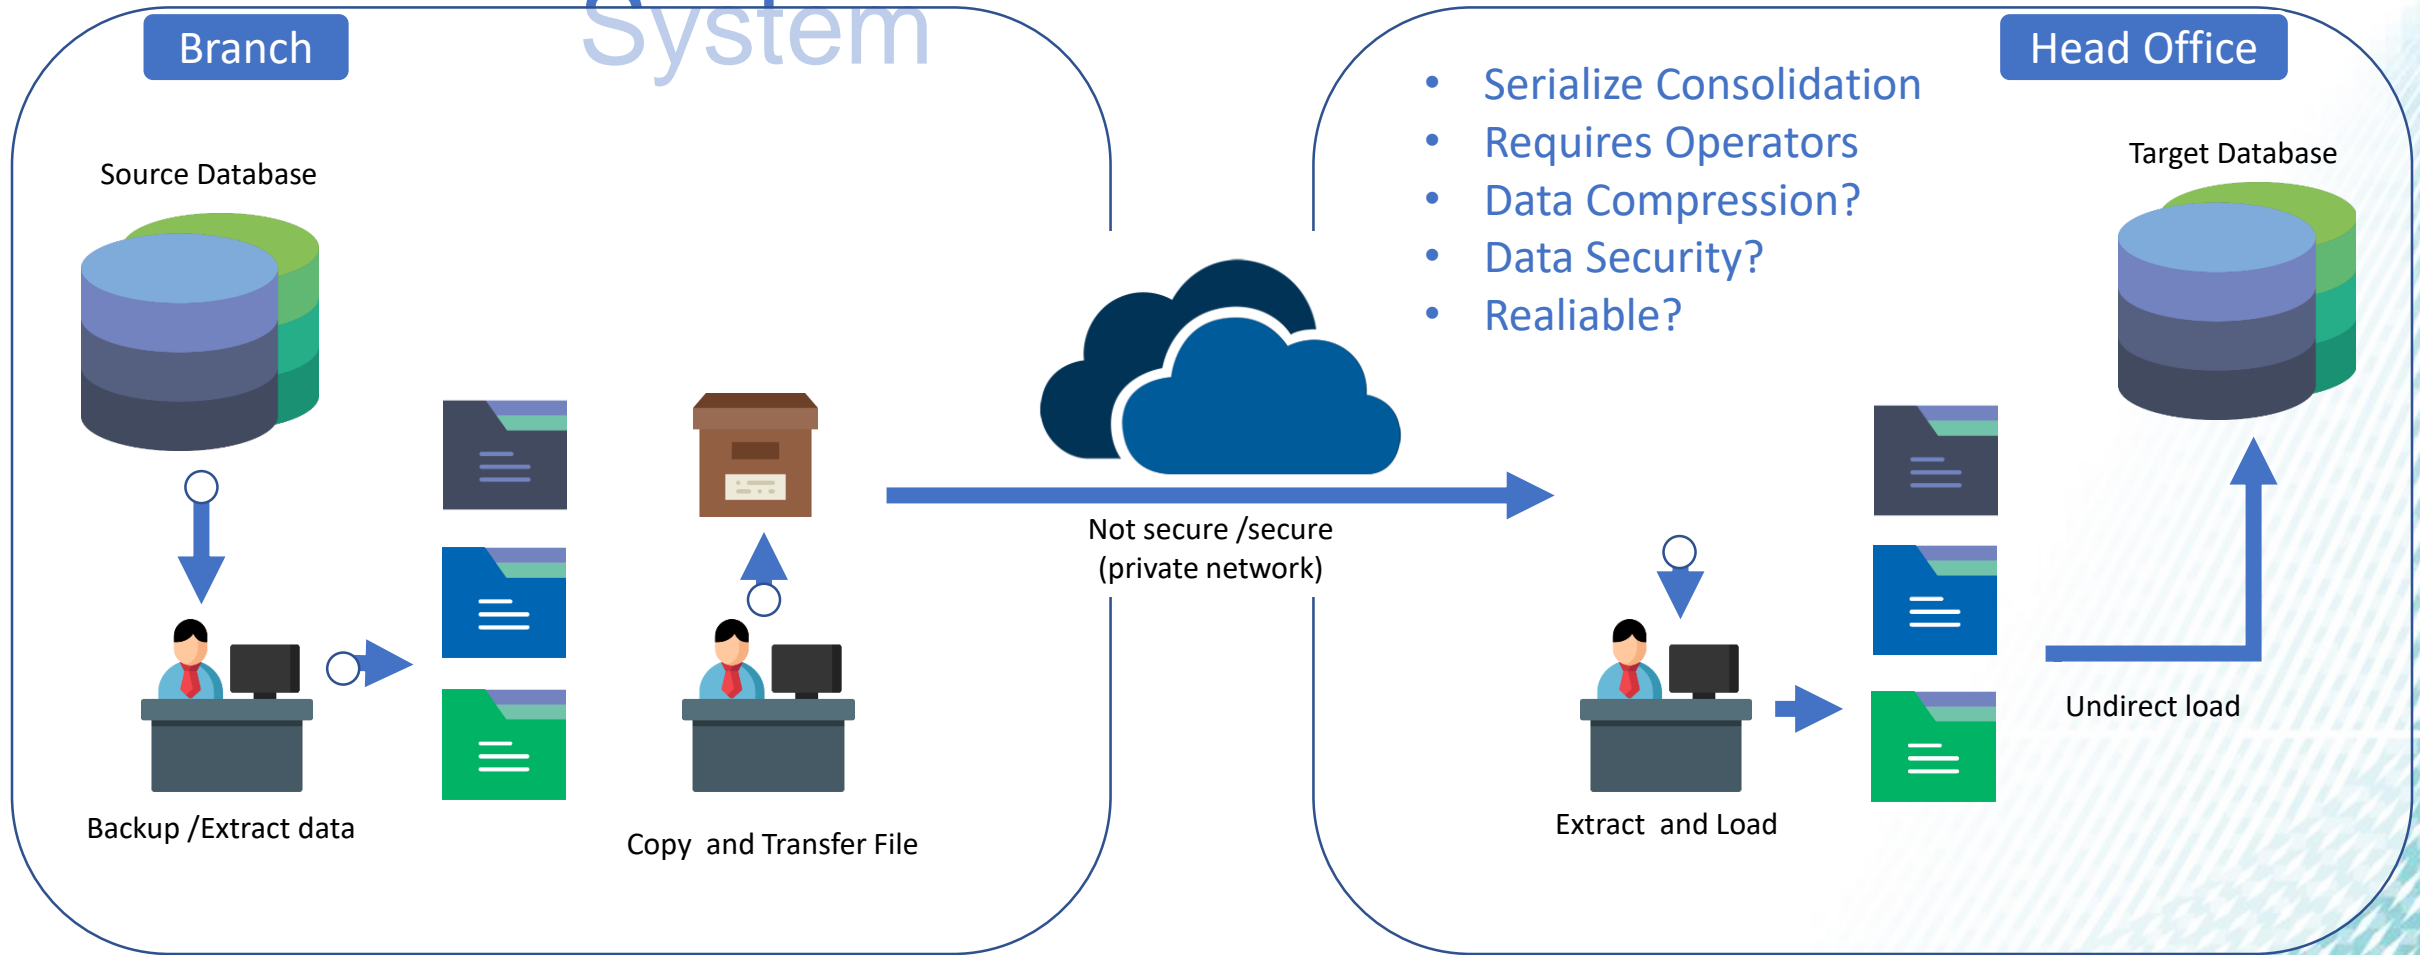 System
Branch
Head Office
Serialize Consolidation
Requires Operators
Data Compression?
Data Security?
Realiable?
Source Database
Target Database
Not secure /secure
(private network)
Undirect load
Backup /Extract data
Copy  and Transfer File
Extract  and Load